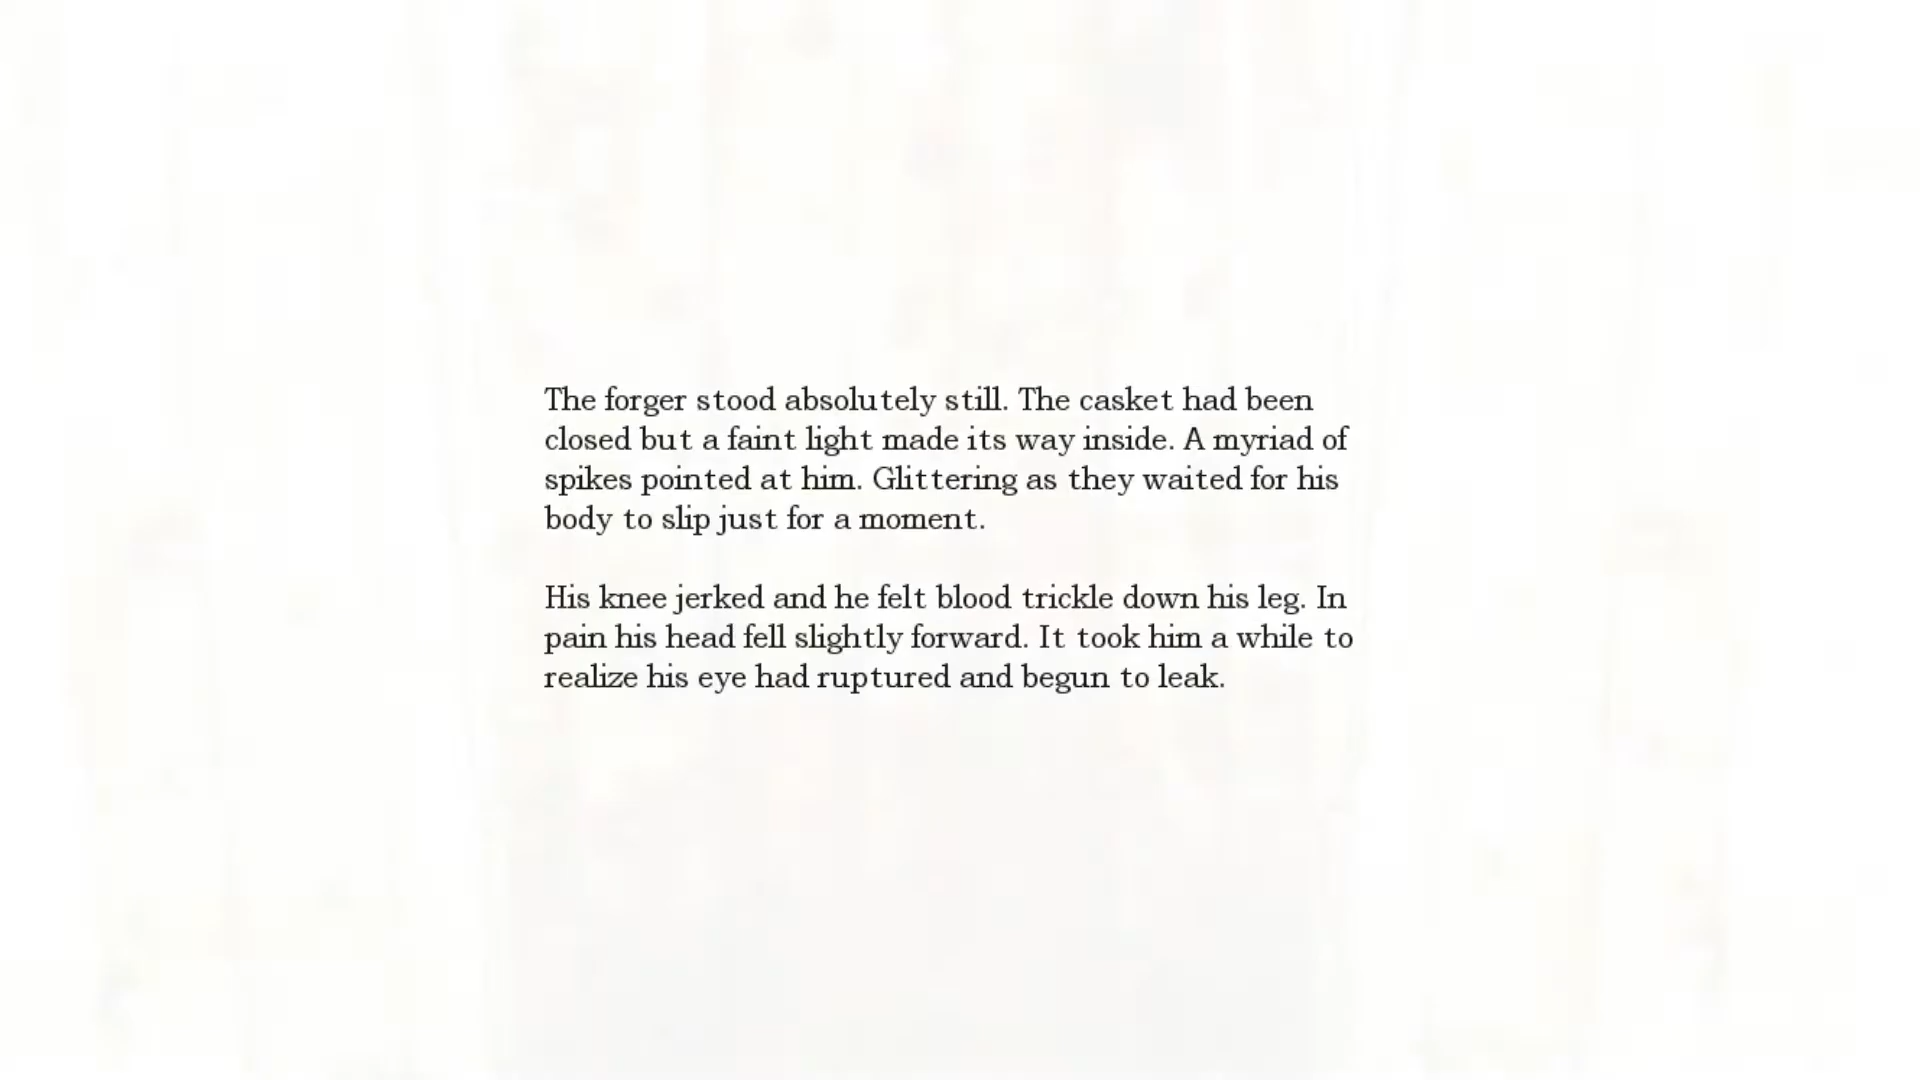 The forger stood absolutely still. The casket had been
closed but a faint light made its way inside. A myriad of
spikes pointed at him. Glittering as they waited for his
body to slip just for a moment.
His knee jerked and he felt blood trickle down his leg. In
pain his head fell slightly forward. It took him a while to
realize his eye had ruptured and begun to leak.